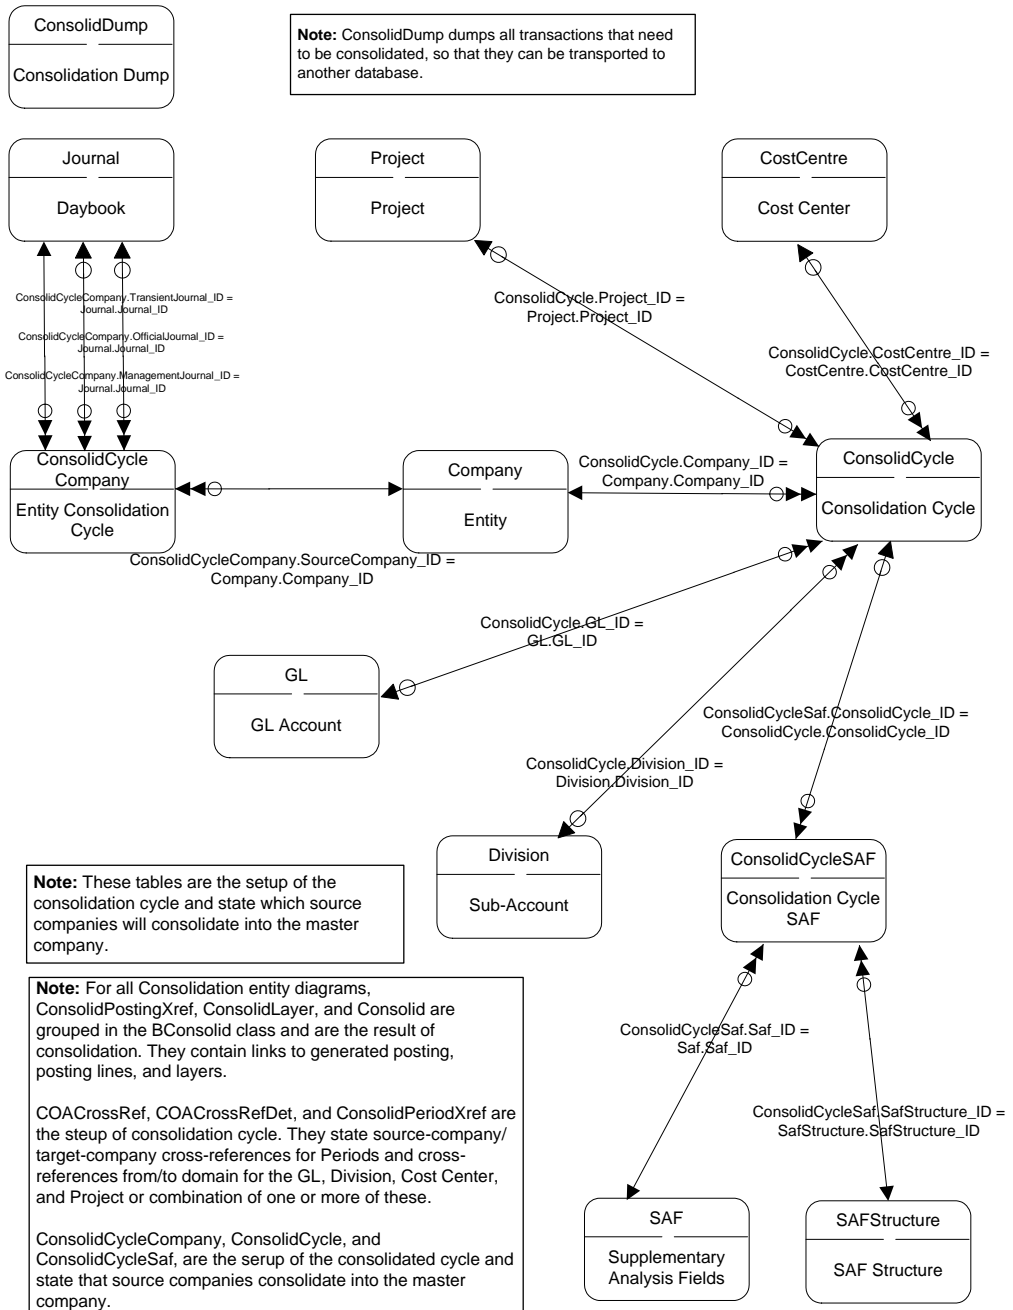 ConsolidDump
Consolidation Dump
Note: ConsolidDump dumps all transactions that need
to be consolidated, so that they can be transported to
another database.
Journal
Daybook
Project
Project
CostCentre
Cost Center
ConsolidCycleCompany.TransientJournal_ID =
Journal.Journal_ID
ConsolidCycleCompany.OfficialJournal_ID =
Journal.Journal_ID
ConsolidCycleCompany.ManagementJournal_ID =
Journal.Journal_ID
ConsolidCycle.Project_ID =
Project.Project_ID
ConsolidCycle.CostCentre_ID =
CostCentre.CostCentre_ID
ConsolidCycle
Company
Entity Consolidation
Cycle
Company
Entity
ConsolidCycle.Company_ID =
Company.Company_ID
ConsolidCycle
Consolidation Cycle
ConsolidCycleCompany.SourceCompany_ID =
Company.Company_ID
ConsolidCycle.GL_ID =
GL.GL_ID
GL
GL Account
ConsolidCycleSaf.ConsolidCycle_ID =
ConsolidCycle.ConsolidCycle_ID
ConsolidCycle.Division_ID =
Division.Division_ID
Division
Sub-Account
ConsolidCycleSAF
Consolidation Cycle
SAF
Note: These tables are the setup of the
consolidation cycle and state which source
companies will consolidate into the master
company.
Note: For all Consolidation entity diagrams,
ConsolidPostingXref, ConsolidLayer, and Consolid are
grouped in the BConsolid class and are the result of
consolidation. They contain links to generated posting,
posting lines, and layers.
COACrossRef, COACrossRefDet, and ConsolidPeriodXref are
the steup of consolidation cycle. They state source-company/
target-company cross-references for Periods and cross-
references from/to domain for the GL, Division, Cost Center,
and Project or combination of one or more of these.
ConsolidCycleCompany, ConsolidCycle, and
ConsolidCycleSaf, are the serup of the consolidated cycle and
state that source companies consolidate into the master
company.
ConsolidCycleSaf.Saf_ID =
Saf.Saf_ID
ConsolidCycleSaf.SafStructure_ID =
SafStructure.SafStructure_ID
SAF
Supplementary
Analysis Fields
SAFStructure
SAF Structure